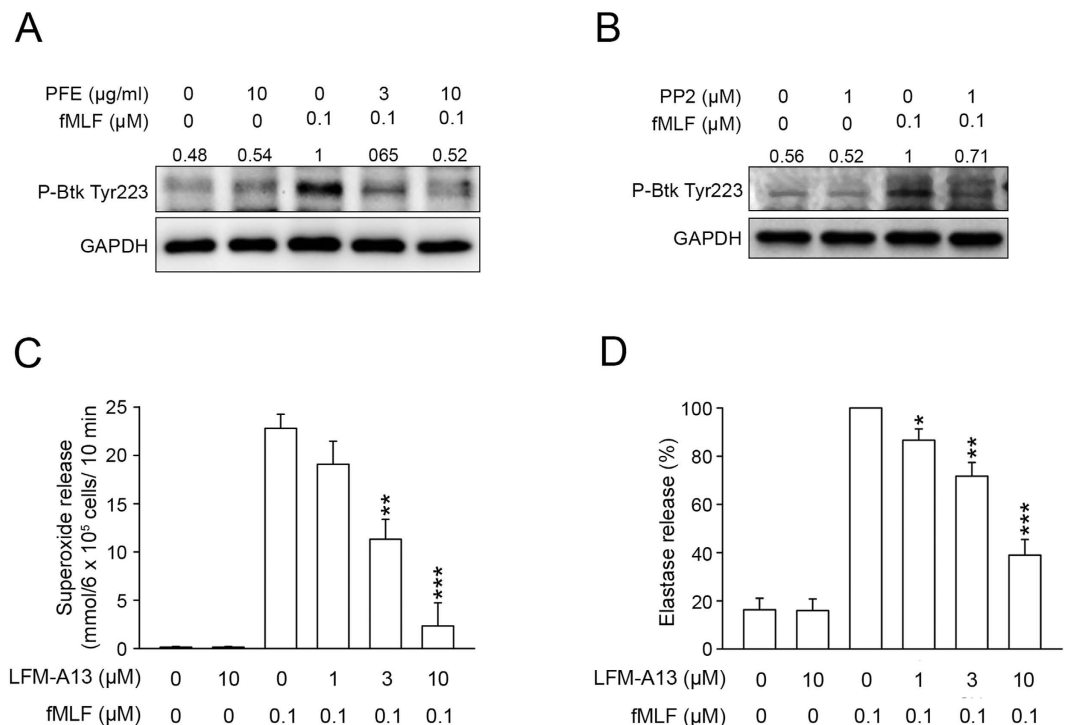 A
PFE (µg/ml) 0 10 0 3 10
fMLF (µM) 0 0 0.1 0.1 0.1
0.48 0.54 1 065 0.52
P-Btk Tyr223
GAPDH
B
PP2 (µM) 0 1 0 1
fMLF (µM) 0 0 0.1 0.1
0.56 0.52 1 0.71
P-Btk Tyr223
GAPDH
C
Superoxide release
(mmol/6 x 10⁵ cells/ 10 min
25
20
15
10
5
0
**
***
LFM-A13 (µM) 0 10 0 1 3 10
fMLF (µM) 0 0 0.1 0.1 0.1 0.1
D
Elastase release (%)
100
80
60
40
20
0
*
**
***
LFM-A13 (µM) 0 10 0 1 3 10
fMLF (µM) 0 0 0.1 0.1 0.1 0.1